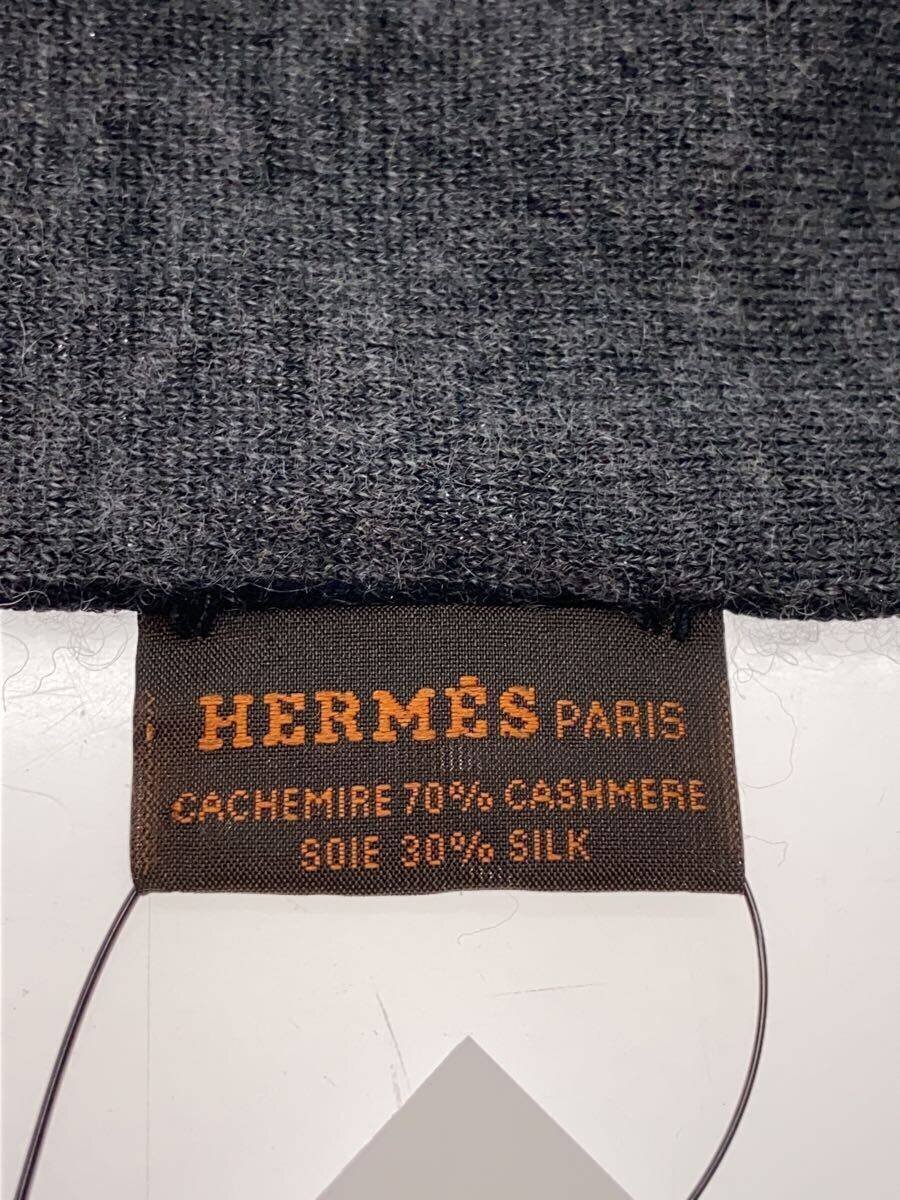 HERMÈS PARIS
CACHEMIRE 70% CASHMERE
SOIE 30% SILK